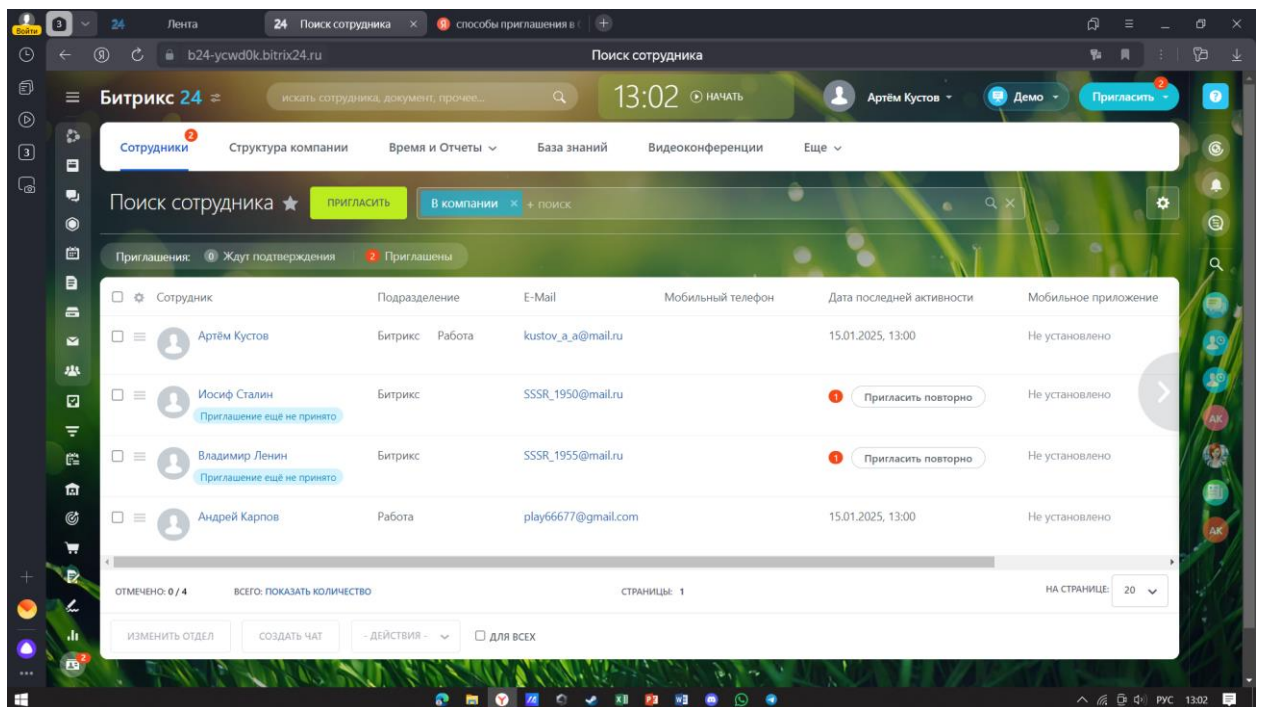 Войти
3
24 Лента
24 Поиск сотрудника ×
способы приглашения в
b24-ycwd0k.bitrix24.ru
Поиск сотрудника
Битрикс 24
искать сотрудника, документ, прочее...
13:02
НАЧАТЬ
Артём Кустов
Демо
Пригласить
2
3
Сотрудники
2
Структура компании
Время и Отчеты
База знаний
Видеоконференции
Еще
Поиск сотрудника
ПРИГЛАСИТЬ
В компании ×
+ поиск
Приглашения: 0 Ждут подтверждения 2 Приглашены
Сотрудник Подразделение E-Mail Мобильный телефон Дата последней активности Мобильное приложение
Артём Кустов Битрикс Работа kustov_a_a@mail.ru 15.01.2025, 13:00 Не установлено
Иосиф Сталин Битрикс SSSR_1950@mail.ru 1 Пригласить повторно Не установлено
Приглашение ещё не принято
Владимир Ленин Битрикс SSSR_1955@mail.ru 1 Пригласить повторно Не установлено
Приглашение ещё не принято
Андрей Карпов Работа play66677@gmail.com 15.01.2025, 13:00 Не установлено
АК
АК
ОТМЕЧЕНО: 0 / 4 ВСЕГО: ПОКАЗАТЬ КОЛИЧЕСТВО СТРАНИЦЫ: 1 НА СТРАНИЦЕ: 20
ИЗМЕНИТЬ ОТДЕЛ СОЗДАТЬ ЧАТ - ДЕЙСТВИЯ - ДЛЯ ВСЕХ
2
РУС 13:02